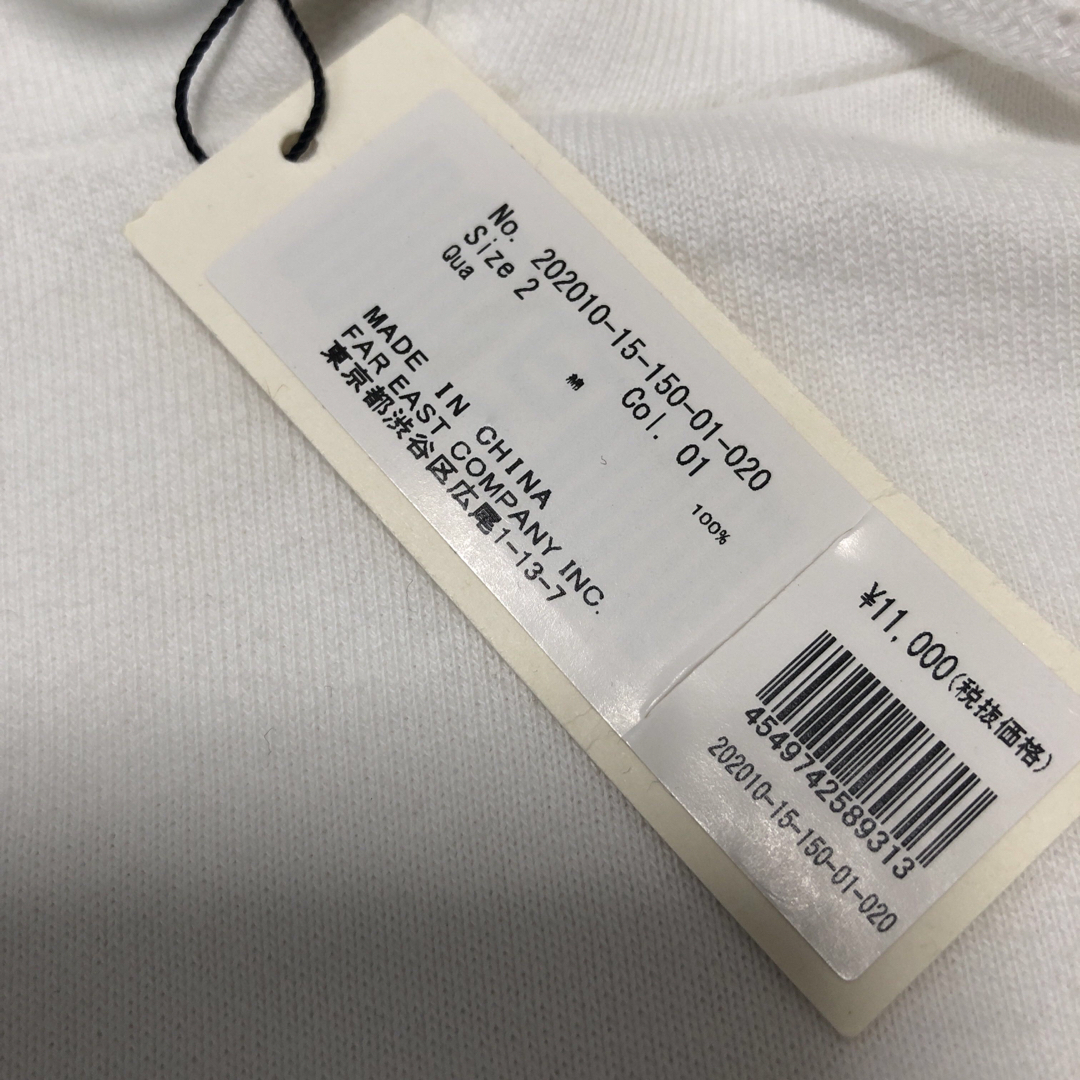 No. 202010-15-150-01-020
Size 2 Col. 01
Qua
綿 100%
MADE IN CHINA
FAR EAST COMPANY INC.
東京都渋谷区広尾1-13-7
¥11,000(税抜価格)
4549742589313
202010-15-150-01-020